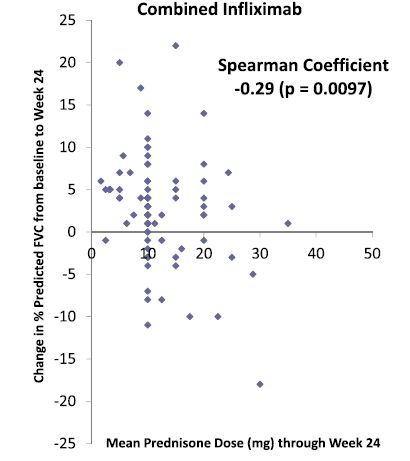 Combined Infliximab
Spearman Coefficient
-0.29 (p = 0.0097)
Change in % Predicted FVC from baseline to Week 24
25
20
15
10
5
0
-5
-10
-15
-20
-25
0 10 20 30 40 50
Mean Prednisone Dose (mg) through Week 24